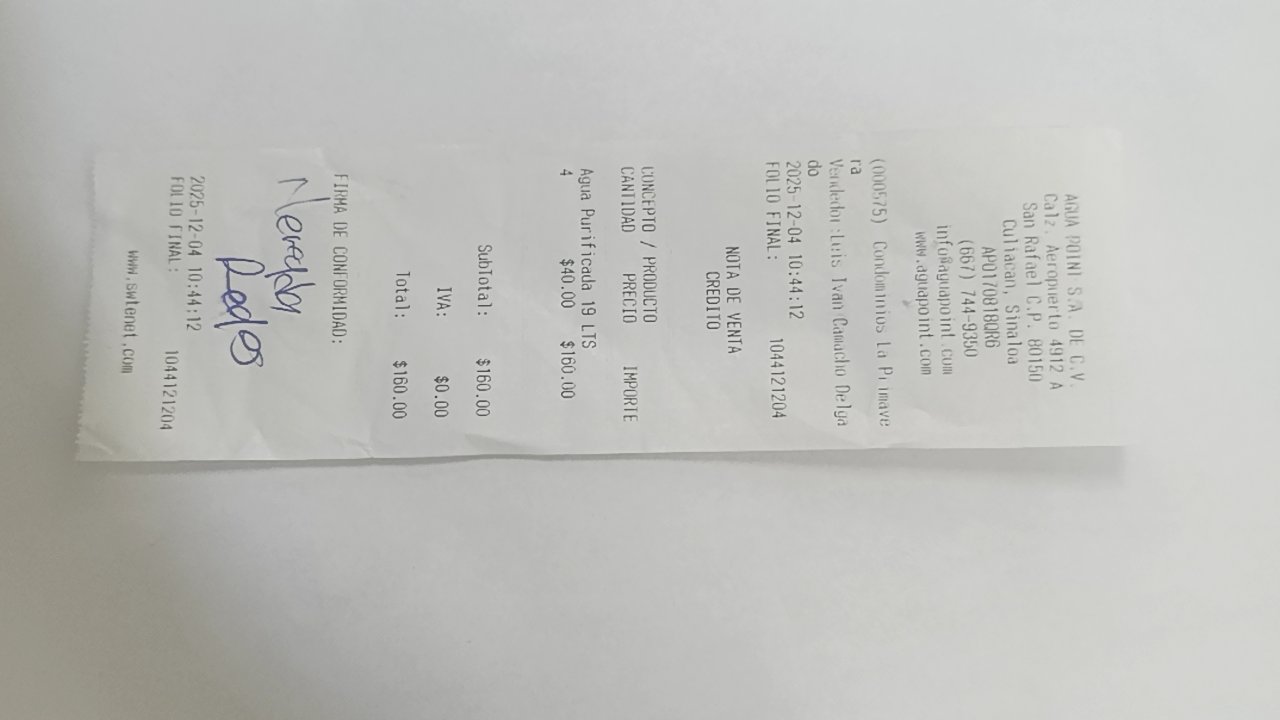 AGUA POINT S.A. DE C.V.
Calz. Aeropuerto 4912 A
San Rafael C.P. 80150
Culiacan, Sinaloa
APO170818QR6
(667) 744-9350
info@aguapoint.com
www.aguapoint.com
(000575) Condominios La Primave
ra
Vendedor:Luis Ivan Camacho Delga
do
2025-12-04 10:44:12
FOLIO FINAL: 1044121204
NOTA DE VENTA
CREDITO
CONCEPTO / PRODUCTO
CANTIDAD PRECIO IMPORTE
Agua Purificada 19 LTS
4 $40.00 $160.00
SubTotal: $160.00
IVA: $0.00
Total: $160.00
FIRMA DE CONFORMIDAD:
2025-12-04 10:44:12
FOLIO FINAL: 1044121204
www.swtenet.com